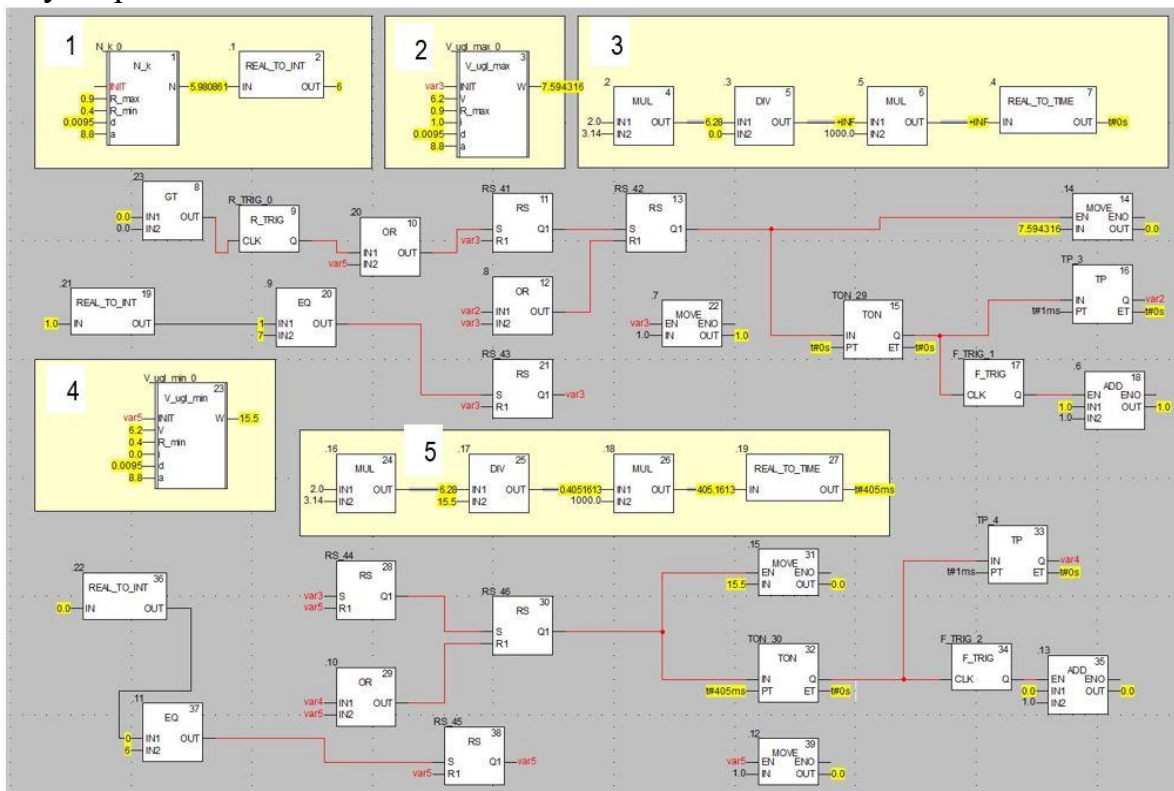 1
N_k_0
1
N_k
INIT N 5.980861
0.9 R_max
0.4 R_min
0.0095 d
8.8 a
.1
2
REAL_TO_INT
IN OUT 6
2
V_ugl_max_0
3
V_ugl_max
var3 INIT W 7.594316
6.2 V
0.9 R_max
1.0 i
0.0095 d
8.8 a
3
.2
4
MUL
2.0 IN1 OUT 6.28
3.14 IN2
.3
5
DIV
IN1 OUT +INF
0.0 IN2
.5
6
MUL
IN1 OUT +INF
1000.0 IN2
.4
7
REAL_TO_TIME
IN OUT t#0s
.23
8
GT
0.0 IN1 OUT
0.0 IN2
R_TRIG_0
9
R_TRIG
CLK Q
.20
10
OR
IN1 OUT
var5 IN2
RS_41
11
RS
S Q1
var3 R1
RS_42
13
RS
S Q1
R1
.14
14
MOVE
EN ENO
7.594316 IN OUT 0.0
.8
12
OR
var2 IN1 OUT
var3 IN2
TP_3
16
TP
IN Q var2
t#1ms PT ET t#0s
.21
19
REAL_TO_INT
1.0 IN OUT
.9
20
EQ
1 IN1 OUT
7 IN2
.7
22
MOVE
var3 EN ENO
1.0 IN OUT 1.0
TON_29
15
TON
IN Q
t#0s PT ET t#0s
RS_43
21
RS
S Q1 var3
var3 R1
F_TRIG_1
17
F_TRIG
CLK Q
.6
18
ADD
EN ENO
1.0 IN1 OUT 1.0
1.0 IN2
4
V_ugl_min_0
23
V_ugl_min
var5 INIT W 15.5
6.2 V
0.4 R_min
0.0 i
0.0095 d
8.8 a
5
.16
24
MUL
2.0 IN1 OUT 6.28
3.14 IN2
.17
25
DIV
IN1 OUT 0.4051613
15.5 IN2
.18
26
MUL
IN1 OUT 405.1613
1000.0 IN2
.19
27
REAL_TO_TIME
IN OUT t#405ms
TP_4
33
TP
IN Q var4
t#1ms PT ET t#0s
RS_44
28
RS
var3 S Q1
var5 R1
.15
31
MOVE
EN ENO
15.5 IN OUT 0.0
.22
36
REAL_TO_INT
0.0 IN OUT
RS_46
30
RS
S Q1
R1
TON_30
32
TON
IN Q
t#405ms PT ET t#0s
F_TRIG_2
34
F_TRIG
CLK Q
.13
35
ADD
EN ENO
0.0 IN1 OUT 0.0
1.0 IN2
.10
29
OR
var4 IN1 OUT
var5 IN2
.11
37
EQ
0 IN1 OUT
6 IN2
RS_45
38
RS
S Q1 var5
var5 R1
.12
39
MOVE
var5 EN ENO
1.0 IN OUT 0.0